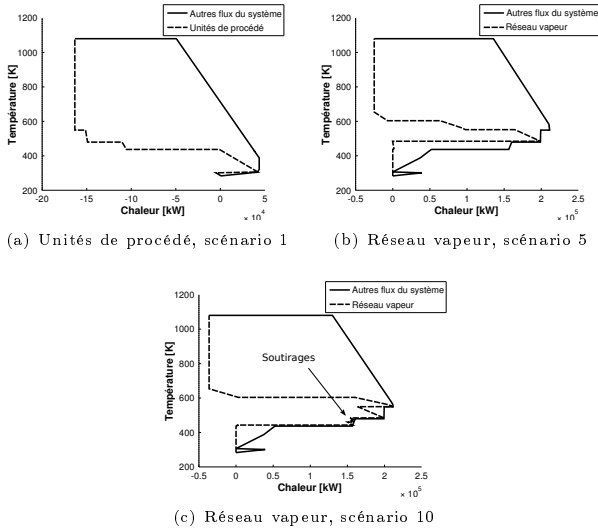 Autres flux du système
Unités de procédé
Température [K]
1200
1000
800
600
400
200
-20
-15
-10
-5
0
5
Chaleur [kW]
× 10⁴
(a) Unités de procédé, scénario 1
Autres flux du système
Réseau vapeur
Température [K]
1200
1000
800
600
400
200
-0.5
0
0.5
1
1.5
2
2.5
Chaleur [kW]
× 10⁵
(b) Réseau vapeur, scénario 5
Autres flux du système
Réseau vapeur
Température [K]
1200
1000
800
600
400
200
Soutirages
-0.5
0
0.5
1
1.5
2
2.5
Chaleur [kW]
× 10⁵
(c) Réseau vapeur, scénario 10